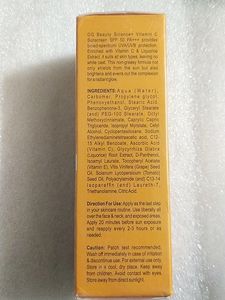 OG Beauty Science+ Vitamin C
Sunscreen SPF 50 PA+++ provides
broad-spectrum UVA/UVB protection.
Enriched with Vitamin C & Liquorice
Extract, it suits all skin types, leaving no
white cast. This non-greasy formula not
only shields from the sun but also
brightens and evens out the complexion
for a radiant glow.
INGREDIENTS: Aqua (Water),
Carbomer, Propylene glycol,
Phenoxyethanol, Stearic Acid,
Benzophenone-3, Glyceryl Stearate
(and) PEG-100 Stearate, Octyl
Methoxycinnamate, Caprylic Capric
Triglyceride, Isopropyl Myristate, Cetyl
Alcohol, Cyclopentasiloxane, Sodium
Ethylenediaminetetraacetic acid, C12-
15 Alkyl Benzoate, Ascorbic Acid
(Vitamin C), Glycyrrhiza Glabra
(Liquorice) Root Extract, D-Panthenol,
Isoamyl Laurate, Tocopheryl Acetate
(Vitamin E), Vitis Vinifera (Grape) Seed
Oil, Solanum Lycopersicum (Tomato)
Seed Oil, Polyacrylamide (and) C13-14
Isoparaffin (and) Laureth-7,
Triethanolamine, Citric Acid.
Direction For Use: Apply as the last step
in your skincare routine. Use liberally all
over the face & neck, and exposed areas.
Apply 20 minutes before sun exposure
and reapply every 2-3 hours or as
needed.
Caution: Patch test recommended.
Wash off immediately in case of irritation
& discontinue use. For external use only.
Store in a cool, dry place. Keep away
from children. Avoid contact with eyes.
Store away from direct sunlight.